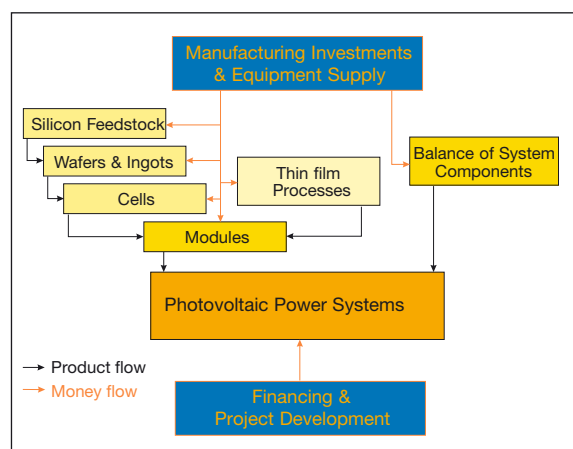 Manufacturing Investments
& Equipment Supply
Silicon Feedstock
Wafers & Ingots
Cells
Thin film
Processes
Balance of System
Components
Modules
Photovoltaic Power Systems
Product flow
Money flow
Financing &
Project Development